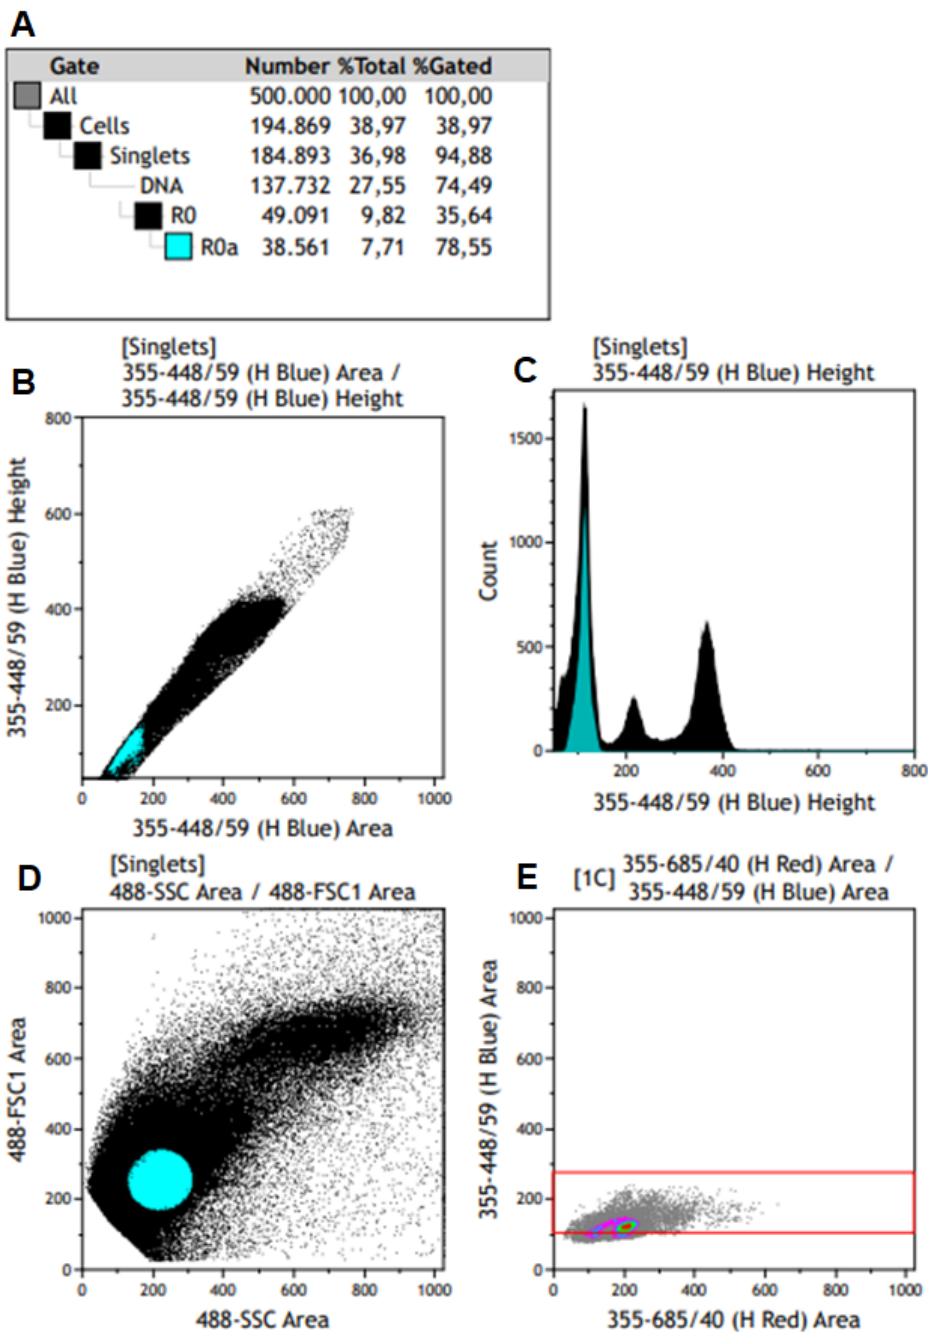 A
Gate Number %Total %Gated
All 500.000 100,00 100,00
Cells 194.869 38,97 38,97
Singlets 184.893 36,98 94,88
DNA 137.732 27,55 74,49
R0 49.091 9,82 35,64
R0a 38.561 7,71 78,55
B
[Singlets]
355-448/59 (H Blue) Area /
355-448/59 (H Blue) Height
355-448/59 (H Blue) Height
800
600
400
200
0 200 400 600 800 1000
355-448/59 (H Blue) Area
C
[Singlets]
355-448/59 (H Blue) Height
Count
1500
1000
500
0
200 400 600 800
355-448/59 (H Blue) Height
D
[Singlets]
488-SSC Area / 488-FSC1 Area
488-FSC1 Area
1000
800
600
400
200
0
0 200 400 600 800 1000
488-SSC Area
E
[1C] 355-685/40 (H Red) Area /
355-448/59 (H Blue) Area
355-448/59 (H Blue) Area
1000
800
600
400
200
0
0 200 400 600 800 1000
355-685/40 (H Red) Area